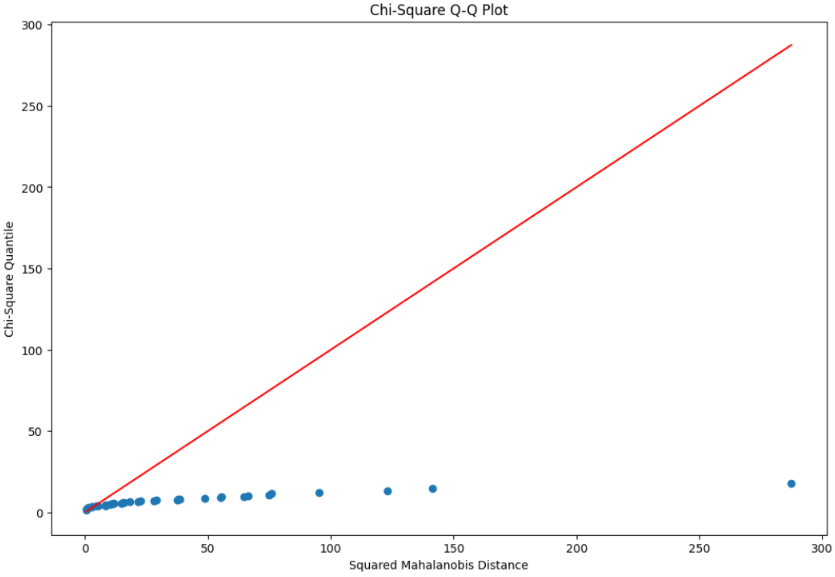 Chi-Square Q-Q Plot
300
250
200
150
100
50
0
Chi-Square Quantile
0 50 100 150 200 250 300
Squared Mahalanobis Distance